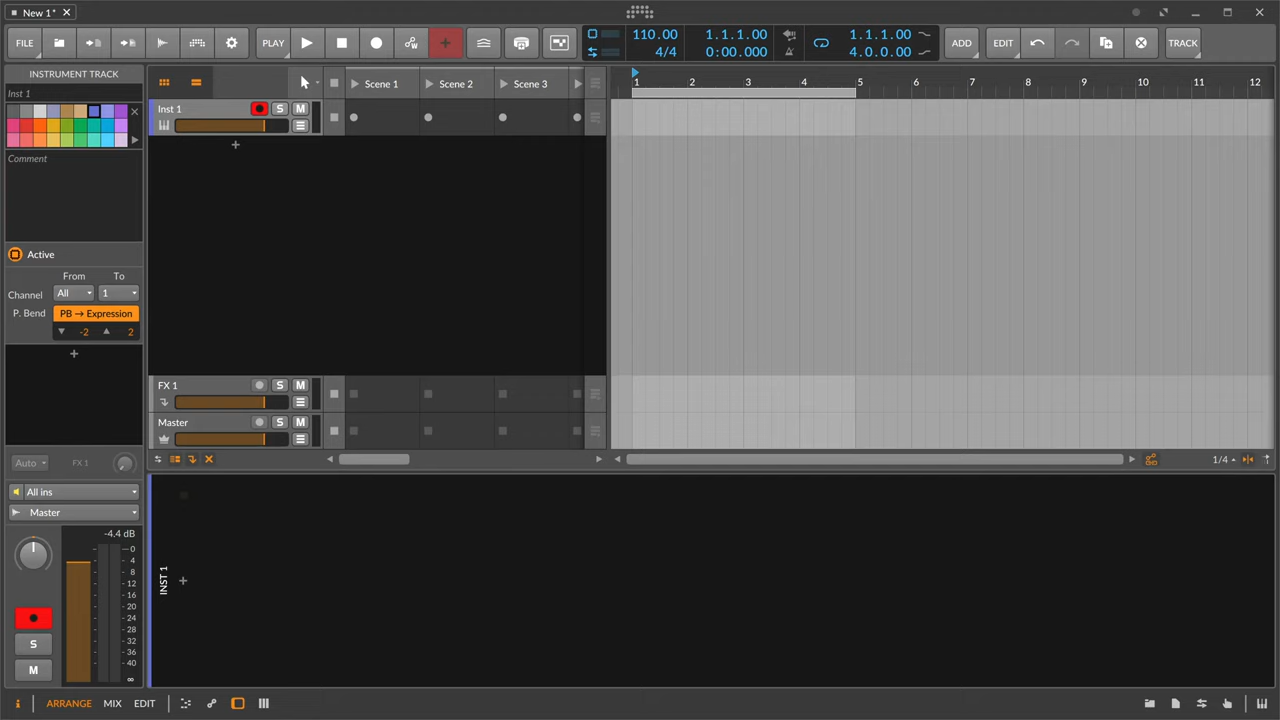 New 1*
FILE
PLAY
110.00
4/4
1.1.1.00
0:00.000
1.1.1.00
4.0.0.00
ADD
EDIT
TRACK
INSTRUMENT TRACK
Inst 1
Comment
Active
From
To
Channel
All
1
P. Bend
PB → Expression
-2
2
Auto
FX 1
All ins
Master
-4.4 dB
0
4
8
12
16
20
24
28
32
36
40
∞
S
M
Inst 1
S
M
Scene 1
Scene 2
Scene 3
1
2
3
4
5
6
7
8
9
10
11
12
FX 1
S
M
Master
S
M
1/4
INST 1
i
ARRANGE
MIX
EDIT